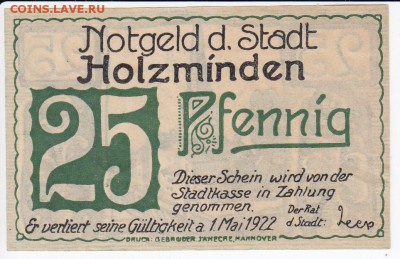 COINS.LAVE.RU
Notgeld d. Stadt
Holzminden
25 Pfennig
Dieser Schein wird von der
Stadtkasse in Zahlung
genommen.
Der Rat
d Stadt:
Er verliert seine Gültigkeit a 1 Mai 1922
DRUCK: GEBRÜDER JÄNECKE, HANNOVER